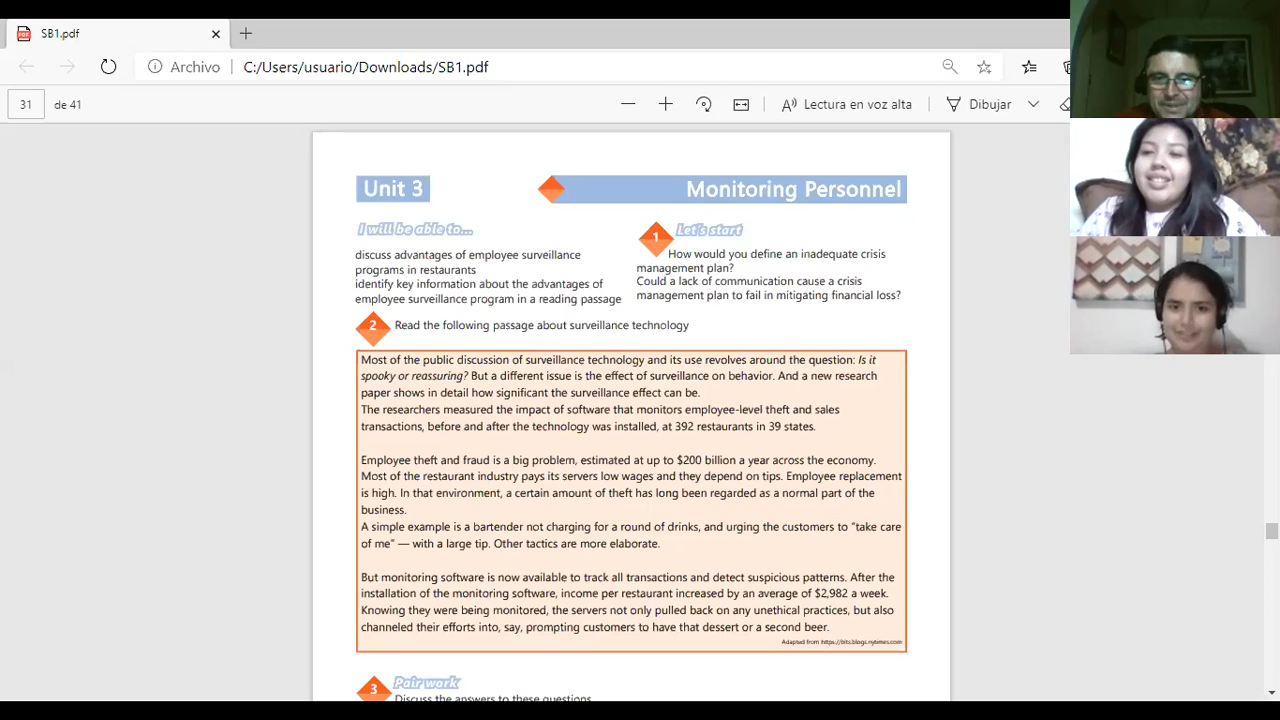 SB1.pdf
Archivo
C:/Users/usuario/Downloads/SB1.pdf
31
de 41
Lectura en voz alta
Dibujar
Unit 3
Monitoring Personnel
I will be able to...
discuss advantages of employee surveillance
programs in restaurants
identify key information about the advantages of
employee surveillance program in a reading passage
1
Let's start
How would you define an inadequate crisis
management plan?
Could a lack of communication cause a crisis
management plan to fail in mitigating financial loss?
2
Read the following passage about surveillance technology
Most of the public discussion of surveillance technology and its use revolves around the question: Is it
spooky or reassuring? But a different issue is the effect of surveillance on behavior. And a new research
paper shows in detail how significant the surveillance effect can be.
The researchers measured the impact of software that monitors employee-level theft and sales
transactions, before and after the technology was installed, at 392 restaurants in 39 states.
Employee theft and fraud is a big problem, estimated at up to $200 billion a year across the economy.
Most of the restaurant industry pays its servers low wages and they depend on tips. Employee replacement
is high. In that environment, a certain amount of theft has long been regarded as a normal part of the
business.
A simple example is a bartender not charging for a round of drinks, and urging the customers to “take care
of me” — with a large tip. Other tactics are more elaborate.
But monitoring software is now available to track all transactions and detect suspicious patterns. After the
installation of the monitoring software, income per restaurant increased by an average of $2,982 a week.
Knowing they were being monitored, the servers not only pulled back on any unethical practices, but also
channeled their efforts into, say, prompting customers to have that dessert or a second beer.
Adapted from https://bits.blogs.nytimes.com
3
Pair work
Discuss the answers to these questions